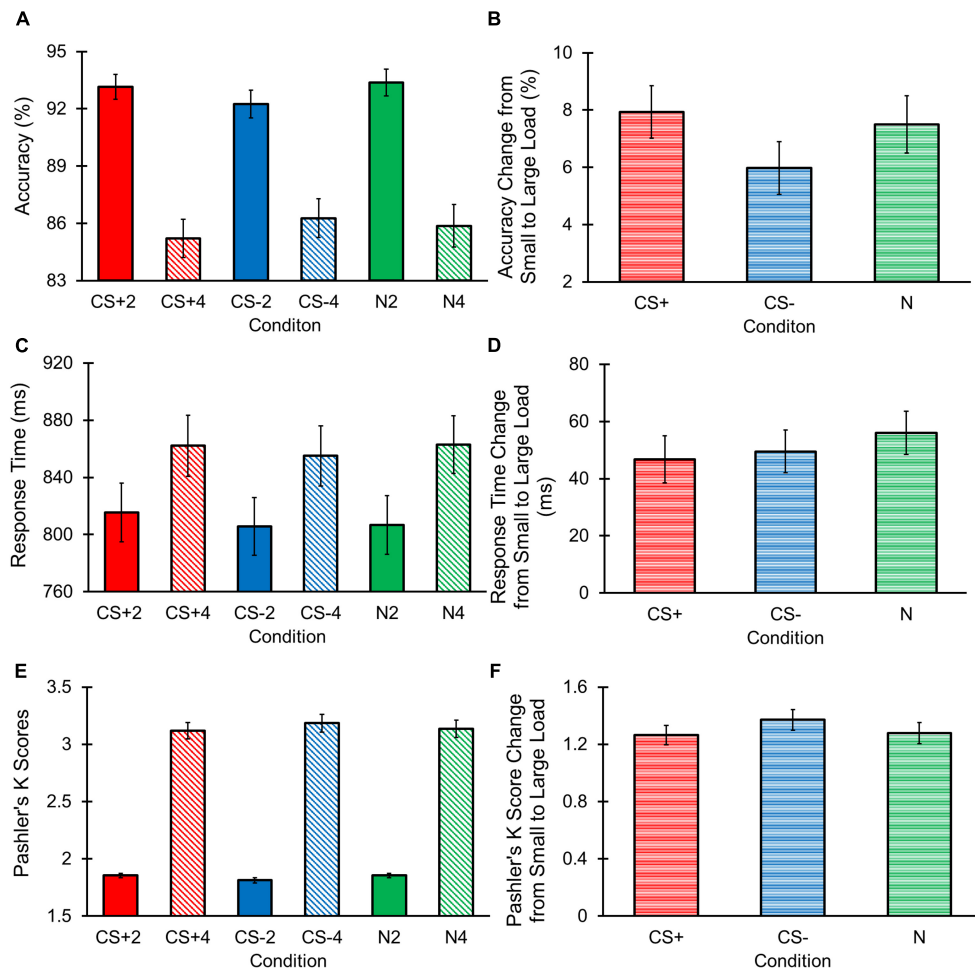 A
Accuracy (%)
95
92
89
86
83
CS+2 CS+4 CS-2 CS-4 N2 N4
Conditon
B
Accuracy Change from
Small to Large Load (%)
10
8
6
4
2
CS+ CS- N
Conditon
C
Response Time (ms)
920
880
840
800
760
CS+2 CS+4 CS-2 CS-4 N2 N4
Condition
D
Response Time Change
from Small to Large Load
(ms)
80
60
40
20
0
CS+ CS- N
Condition
E
Pashler's K Scores
3.5
3
2.5
2
1.5
CS+2 CS+4 CS-2 CS-4 N2 N4
Condition
F
Pashler's K Score Change
from Small to Large Load
1.6
1.2
0.8
0.4
0
CS+ CS- N
Condition